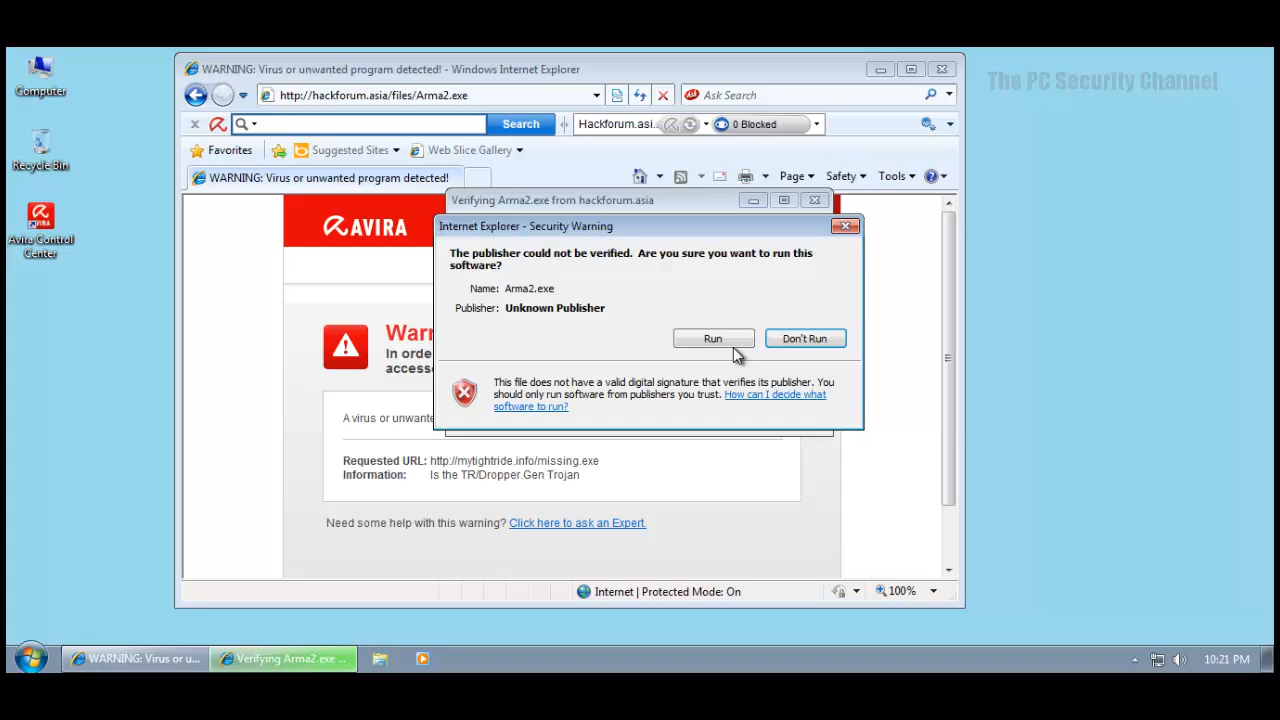 The PC Security Channel
Computer
Recycle Bin
Avira Control
Center
WARNING: Virus or unwanted program detected! - Windows Internet Explorer
http://hackforum.asia/files/Arma2.exe
Ask Search
Search
Hackforum.asi..
0 Blocked
Favorites
Suggested Sites
Web Slice Gallery
WARNING: Virus or unwanted program detected!
Page
Safety
Tools
Verifying Arma2.exe from hackforum.asia
AVIRA
Internet Explorer - Security Warning
The publisher could not be verified. Are you sure you want to run this
software?
Name: Arma2.exe
Publisher: Unknown Publisher
Run
Don't Run
This file does not have a valid digital signature that verifies its publisher. You
should only run software from publishers you trust. How can I decide what
software to run?
Warn
In orde
access
A virus or unwante
Requested URL: http://mytightride.info/missing.exe
Information: Is the TR/Dropper.Gen Trojan
Need some help with this warning? Click here to ask an Expert.
Internet | Protected Mode: On
100%
WARNING: Virus or u...
Verifying Arma2.exe ...
10:21 PM